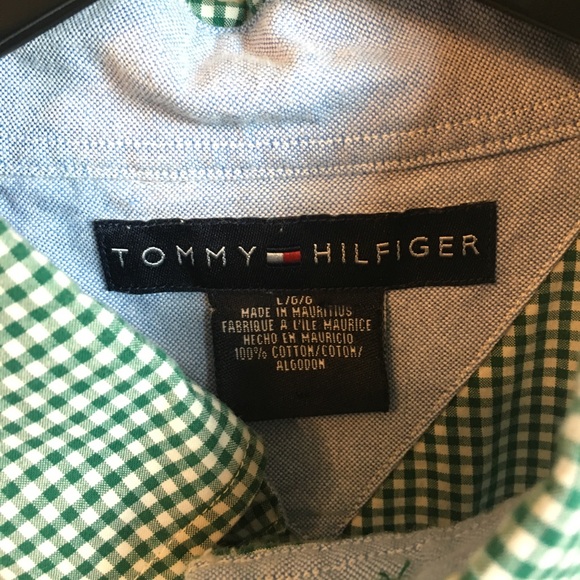 TOMMY HILFIGER
L/G/G
MADE IN MAURITIUS
FABRIQUE A L'ILE MAURICE
HECHO EN MAURICIO
100% COTTON/COTON/
ALGODON